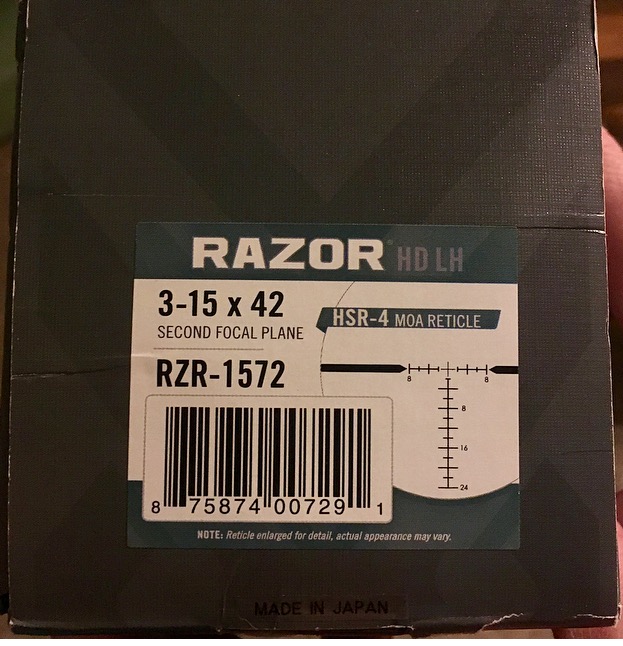 RAZOR HD LH
3-15 x 42
SECOND FOCAL PLANE
HSR-4 MOA RETICLE
RZR-1572
8 8
8
16
24
8 75874 00729 1
NOTE: Reticle enlarged for detail, actual appearance may vary.
MADE IN JAPAN